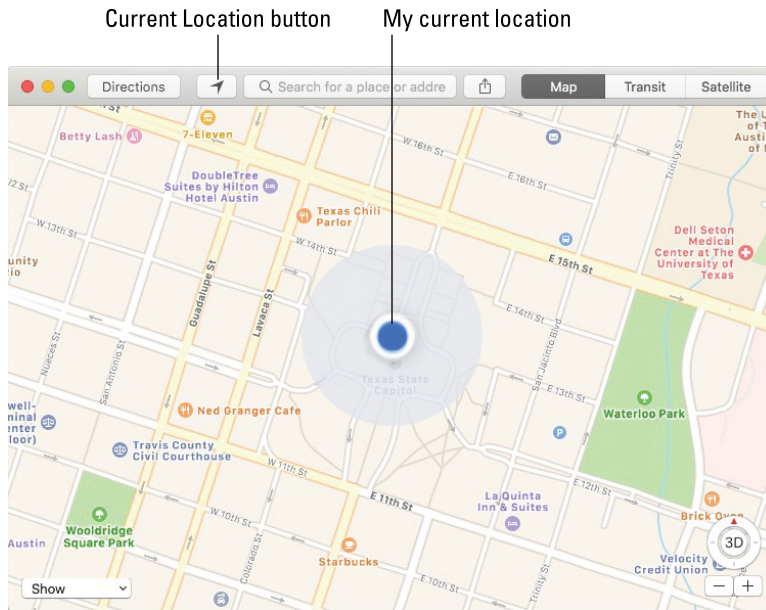 Current Location button
My current location
Directions
Search for a place or addre
Map
Transit
Satellite
Betty Lash
7-Eleven
DoubleTree
Suites by Hilton
Hotel Austin
Texas Chili
Parlor
W.16th St
E.16th St
Trinity St
W.13th St
W.14th St
E 15th St
Dell Seton
Medical
Center at The
University of
Texas
Guadalupe St
Lavaca St
E.14th St
San Jacinto Blvd
Nueces St
San Antonio St
Texas State
Capitol
E.13th St
Waterloo Park
Ned Granger Cafe
Travis County
Civil Courthouse
W 11th St
E 11th St
E.12th St
La Quinta
Inn & Suites
P
Wooldridge
Square Park
W.10th St
Colorado St
Starbucks
E.10th St
Trinity St
Austin
Velocity
Credit Union
3D
Show